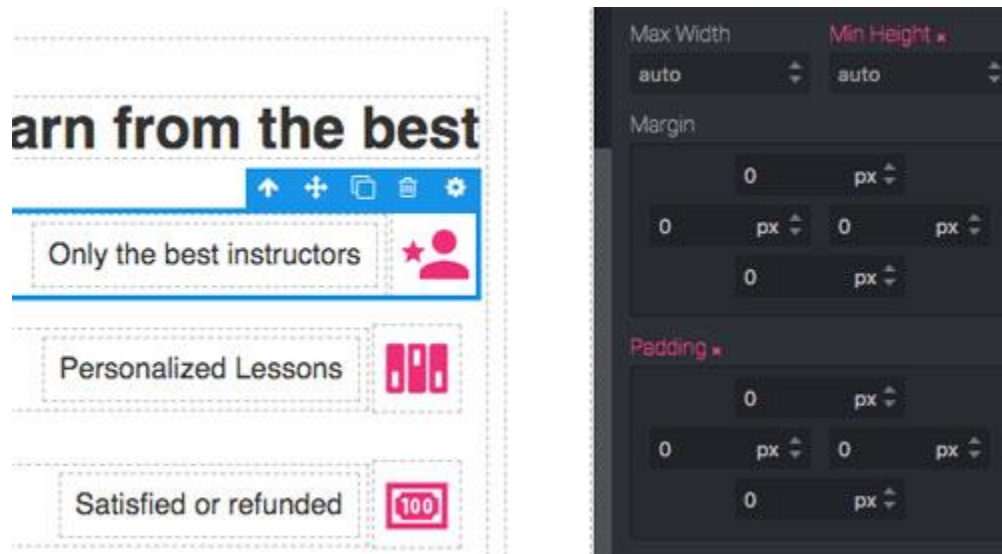 arn from the best
Only the best instructors
Personalized Lessons
Satisfied or refunded
100
Max Width Min Height ×
auto auto
Margin
0 px
0 px 0 px
0 px
Padding ×
0 px
0 px 0 px
0 px